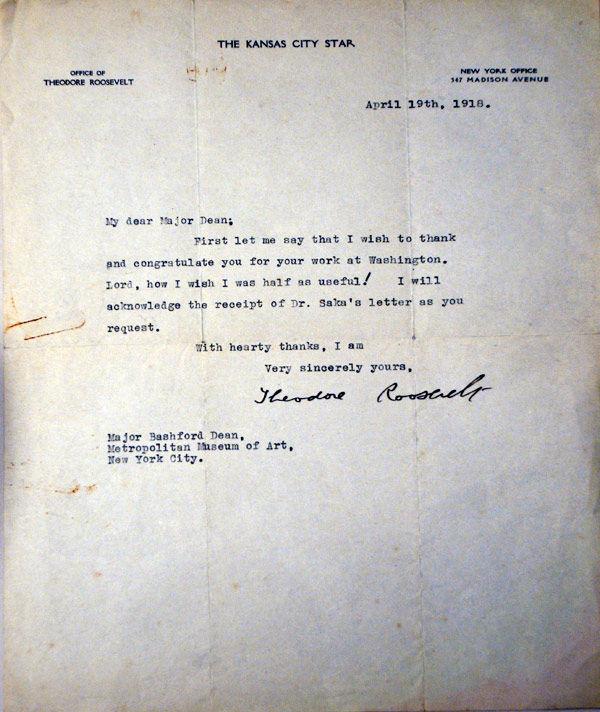 THE KANSAS CITY STAR
OFFICE OF
THEODORE ROOSEVELT
NEW YORK OFFICE
347 MADISON AVENUE
April 19th, 1918.
My dear Major Dean;
First let me say that I wish to thank
and congratulate you for your work at Washington.
Lord, how I wish I was half as useful! I will
acknowledge the receipt of Dr. Saka's letter as you
request.
With hearty thanks, I am
Very sincerely yours,
Theodore Roosevelt
Major Bashford Dean,
Metropolitan Museum of Art,
New York City.